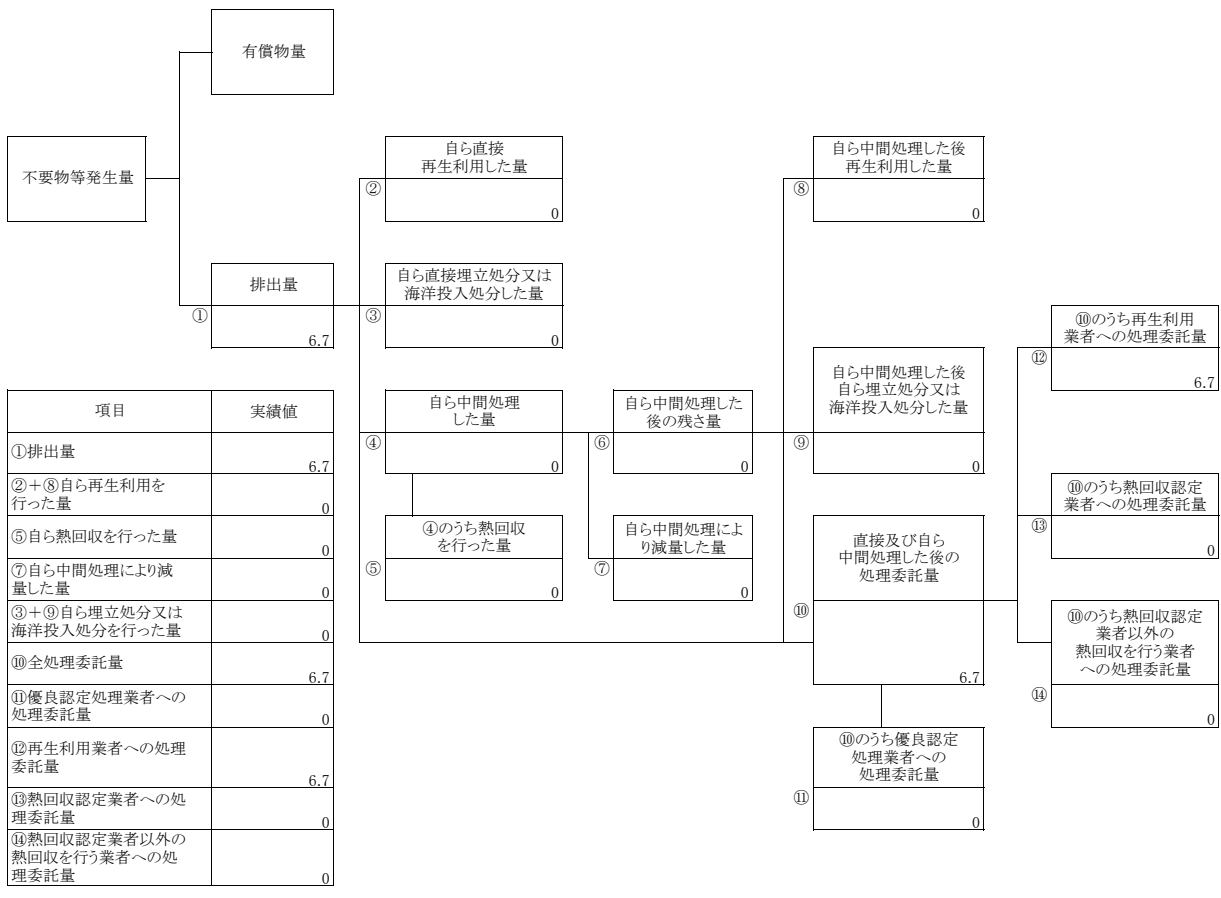 有償物量
不要物等発生量
排出量
①
6.7
自ら直接
再生利用した量
②
0
自ら直接埋立処分又は
海洋投入処分した量
③
0
自ら中間処理
した量
④
0
④のうち熱回収
を行った量
⑤
0
自ら中間処理した
後の残さ量
⑥
0
自ら中間処理によ
り減量した量
⑦
0
自ら中間処理した後
再生利用した量
⑧
0
自ら中間処理した後
自ら埋立処分又は
海洋投入処分した量
⑨
0
直接及び自ら
中間処理した後の
処理委託量
⑩
6.7
⑩のうち優良認定
処理業者への
処理委託量
⑪
0
⑩のうち再生利用
業者への処理委託量
⑫
6.7
⑩のうち熱回収認定
業者への処理委託量
⑬
0
⑩のうち熱回収認定
業者以外の
熱回収を行う業者
への処理委託量
⑭
0
項目 実績値
①排出量
6.7
②＋⑧自ら再生利用を
行った量
0
⑤自ら熱回収を行った量
0
⑦自ら中間処理により減
量した量
0
③＋⑨自ら埋立処分又は
海洋投入処分を行った量
0
⑩全処理委託量
6.7
⑪優良認定処理業者への
処理委託量
0
⑫再生利用業者への処理
委託量
6.7
⑬熱回収認定業者への処
理委託量
0
⑭熱回収認定業者以外の
熱回収を行う業者への処
理委託量
0